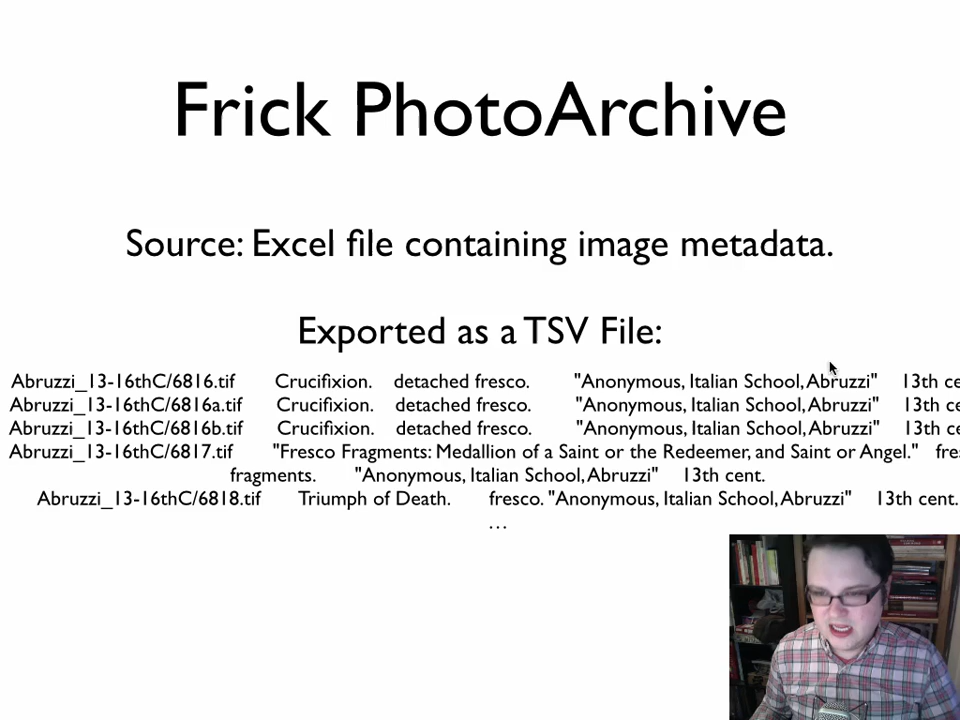 Frick PhotoArchive
Source: Excel file containing image metadata.
Exported as a TSV File:
Abruzzi_13-16thC/6816.tif Crucifixion. detached fresco. "Anonymous, Italian School, Abruzzi" 13th ce
Abruzzi_13-16thC/6816a.tif Crucifixion. detached fresco. "Anonymous, Italian School, Abruzzi" 13th ce
Abruzzi_13-16thC/6816b.tif Crucifixion. detached fresco. "Anonymous, Italian School, Abruzzi" 13th ce
Abruzzi_13-16thC/6817.tif "Fresco Fragments: Medallion of a Saint or the Redeemer, and Saint or Angel." fres
fragments. "Anonymous, Italian School, Abruzzi" 13th cent.
Abruzzi_13-16thC/6818.tif Triumph of Death. fresco. "Anonymous, Italian School, Abruzzi" 13th cent.
…